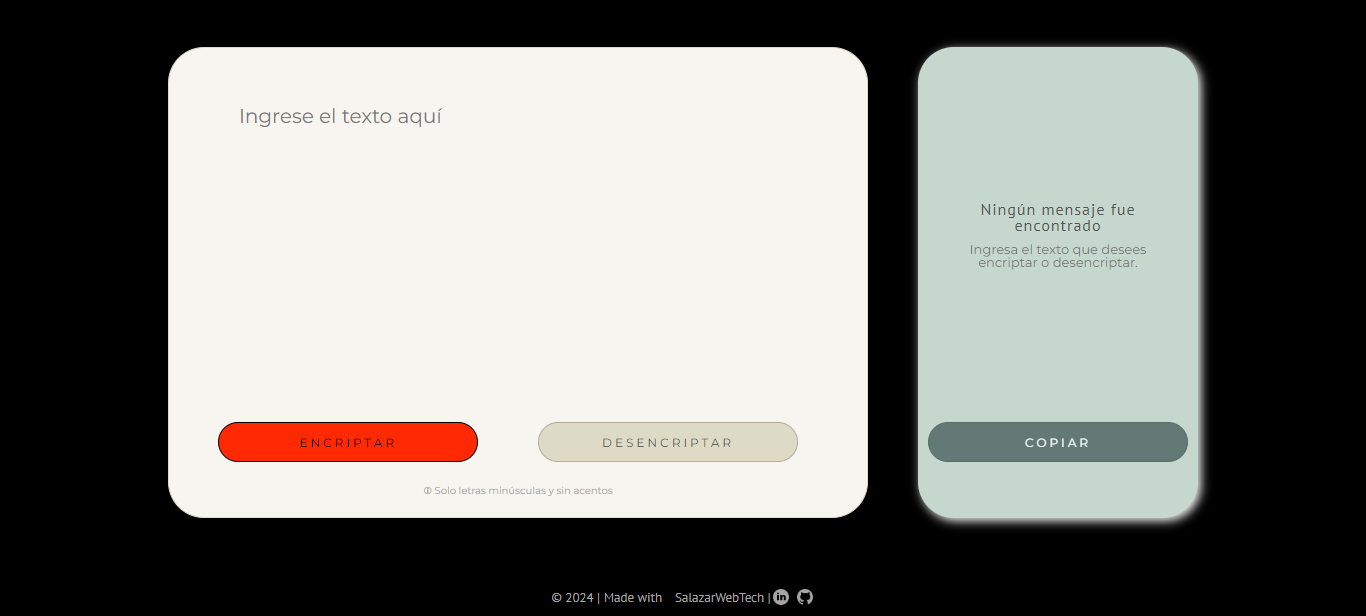 Ingrese el texto aquí
Ningún mensaje fue
encontrado
Ingresa el texto que desees
encriptar o desencriptar.
ENCRIPTAR
DESENCRIPTAR
COPIAR
Solo letras minúsculas y sin acentos
© 2024 | Made with SalazarWebTech | in